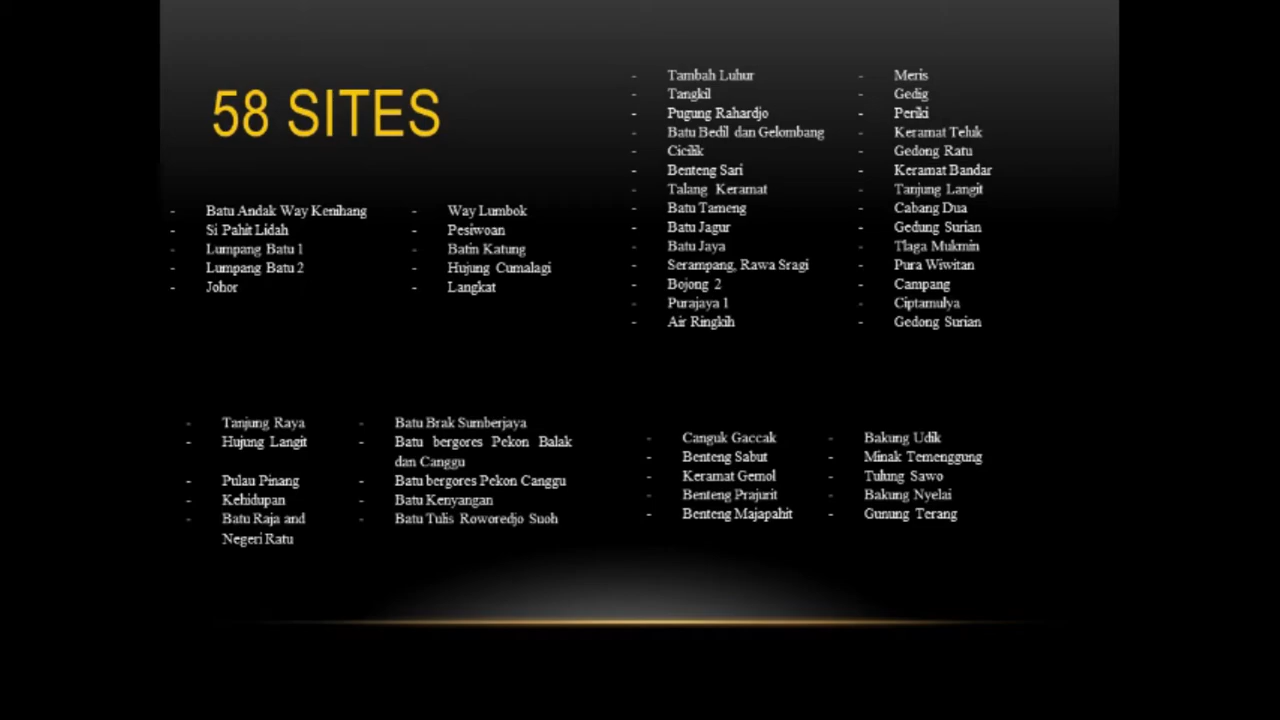 58 SITES
- Batu Andak Way Kenihang
- Si Pahit Lidah
- Lumpang Batu 1
- Lumpang Batu 2
- Johor
- Way Lumbok
- Pesiwoan
- Batin Katung
- Hujung Cumalagi
- Langkat
- Tambah Luhur
- Tangkil
- Pugung Rahardjo
- Batu Bedil dan Gelombang
- Cicilik
- Benteng Sari
- Talang Keramat
- Batu Tameng
- Batu Jagur
- Batu Jaya
- Serampang, Rawa Sragi
- Bojong 2
- Purajaya 1
- Air Ringkih
- Meris
- Gedig
- Periki
- Keramat Teluk
- Gedong Ratu
- Keramat Bandar
- Tanjung Langit
- Cabang Dua
- Gedung Surian
- Tlaga Mukmin
- Pura Wiwitan
- Campang
- Ciptamulya
- Gedong Surian
- Tanjung Raya
- Hujung Langit
- Pulau Pinang
- Kehidupan
- Batu Raja and
Negeri Ratu
- Batu Brak Sumberjaya
- Batu bergores Pekon Balak
dan Canggu
- Batu bergores Pekon Canggu
- Batu Kenyangan
- Batu Tulis Roworedjo Suoh
- Canguk Gaccak
- Benteng Sabut
- Keramat Gemol
- Benteng Prajurit
- Benteng Majapahit
- Bakung Udik
- Minak Temenggung
- Tulung Sawo
- Bakung Nyelai
- Gunung Terang